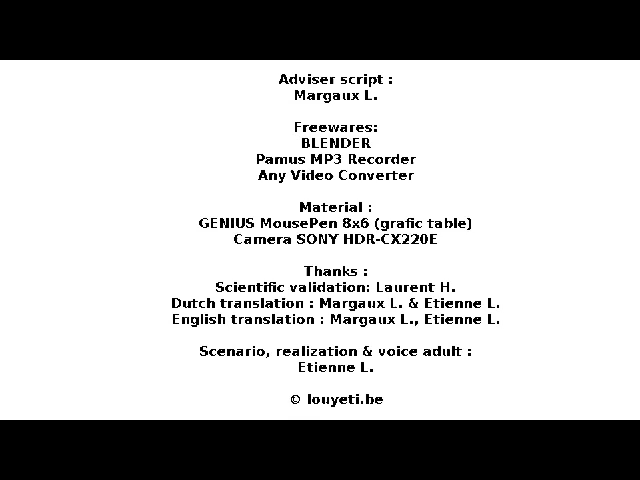 Adviser script :
Margaux L.
Freewares:
BLENDER
Pamus MP3 Recorder
Any Video Converter
Material :
GENIUS MousePen 8x6 (grafic table)
Camera SONY HDR-CX220E
Thanks :
Scientific validation: Laurent H.
Dutch translation : Margaux L. & Etienne L.
English translation : Margaux L., Etienne L.
Scenario, realization & voice adult :
Etienne L.
© louyeti.be